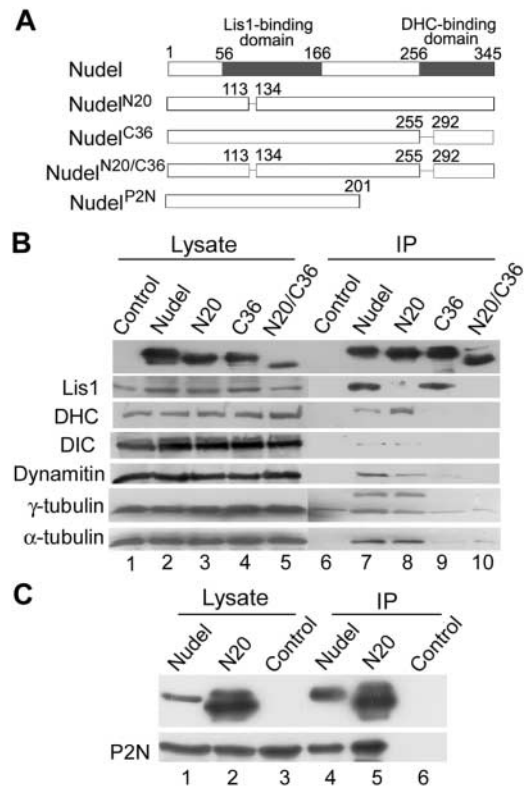 A
Lis1-binding domain
DHC-binding domain
1 56 166 256 345
Nudel
113 134
NudelN20
255 292
NudelC36
113 134 255 292
NudelN20/C36
201
NudelP2N
B
Lysate IP
Control Nudel N20 C36 N20/C36 Control Nudel N20 C36 N20/C36
Lis1
DHC
DIC
Dynamitin
γ-tubulin
α-tubulin
1 2 3 4 5 6 7 8 9 10
C
Lysate IP
Nudel N20 Control Nudel N20 Control
P2N
1 2 3 4 5 6